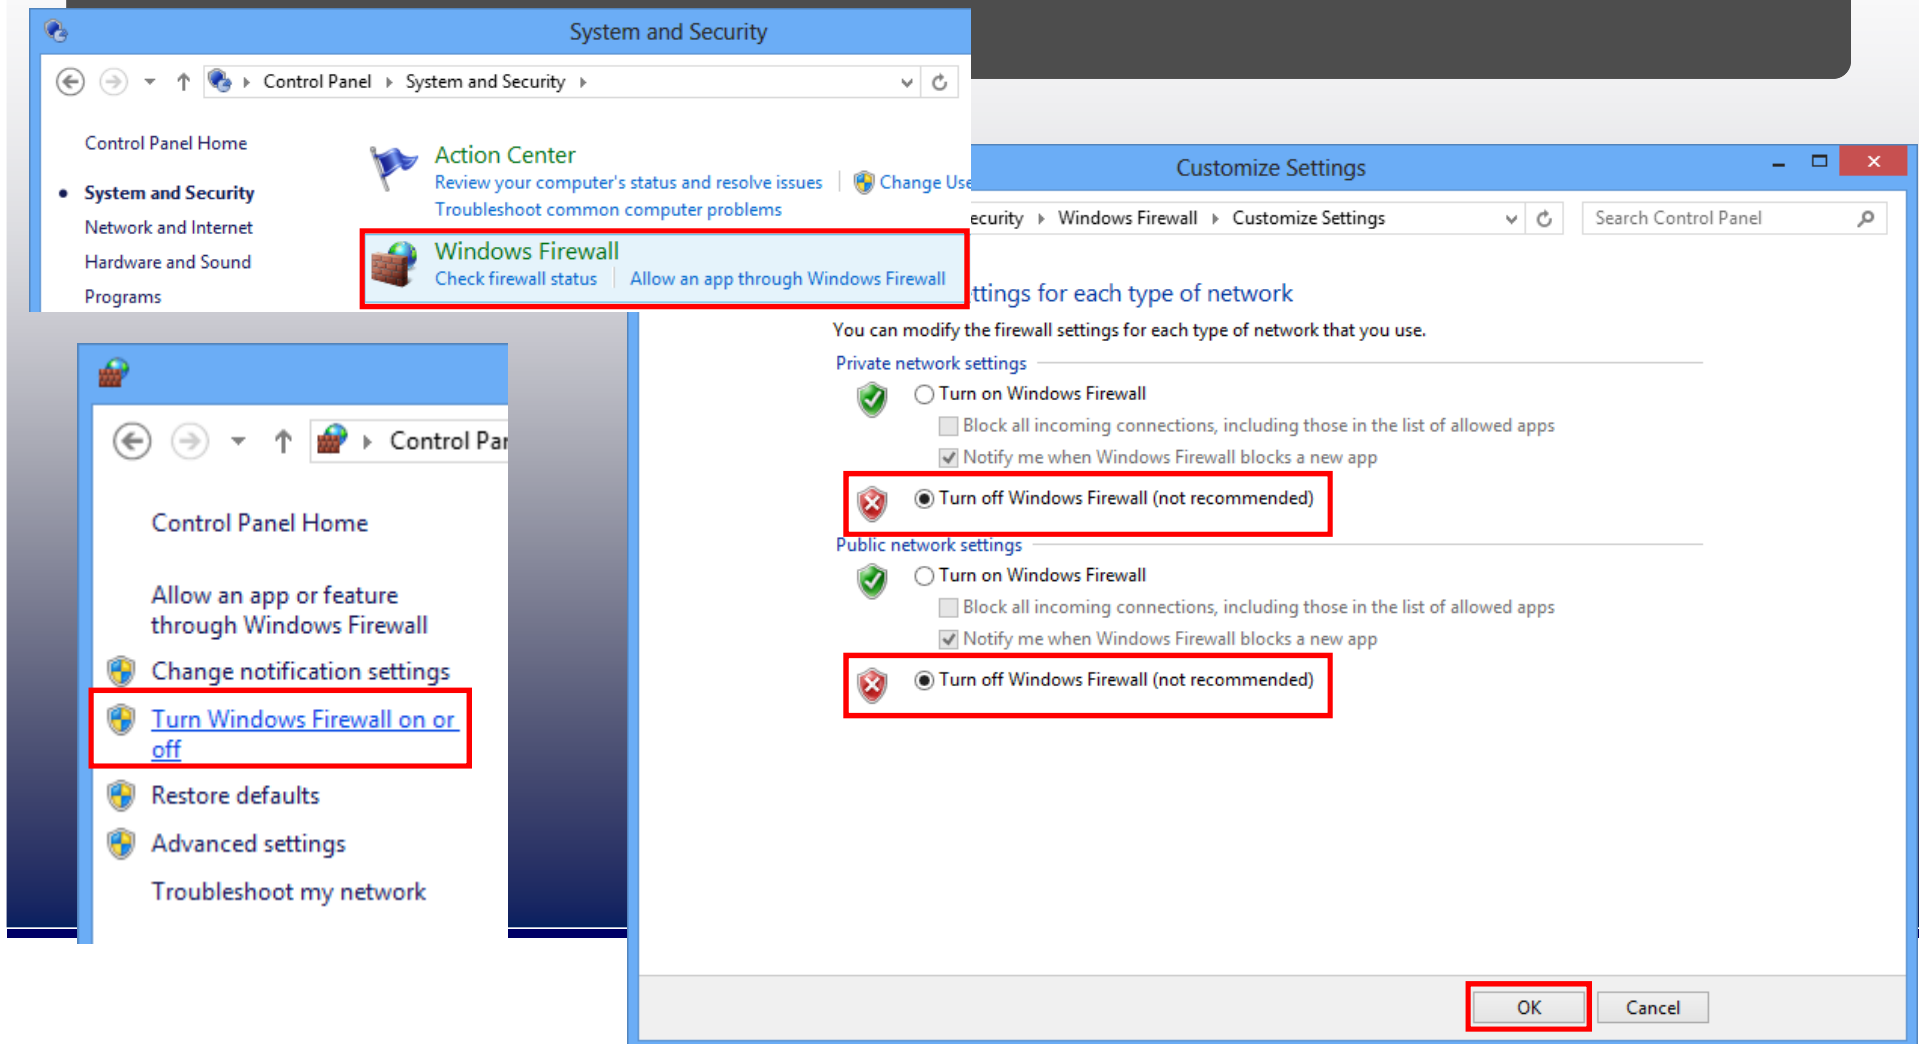 System and Security
Control Panel System and Security
Control Panel Home
System and Security
Network and Internet
Hardware and Sound
Programs
Action Center
Review your computer's status and resolve issues Change Use
Troubleshoot common computer problems
Windows Firewall
Check firewall status Allow an app through Windows Firewall
Control Par
Control Panel Home
Allow an app or feature
through Windows Firewall
Change notification settings
Turn Windows Firewall on or
off
Restore defaults
Advanced settings
Troubleshoot my network
Customize Settings
ecurity Windows Firewall Customize Settings Search Control Panel
ttings for each type of network
You can modify the firewall settings for each type of network that you use.
Private network settings
Turn on Windows Firewall
Block all incoming connections, including those in the list of allowed apps
Notify me when Windows Firewall blocks a new app
Turn off Windows Firewall (not recommended)
Public network settings
Turn on Windows Firewall
Block all incoming connections, including those in the list of allowed apps
Notify me when Windows Firewall blocks a new app
Turn off Windows Firewall (not recommended)
OK Cancel